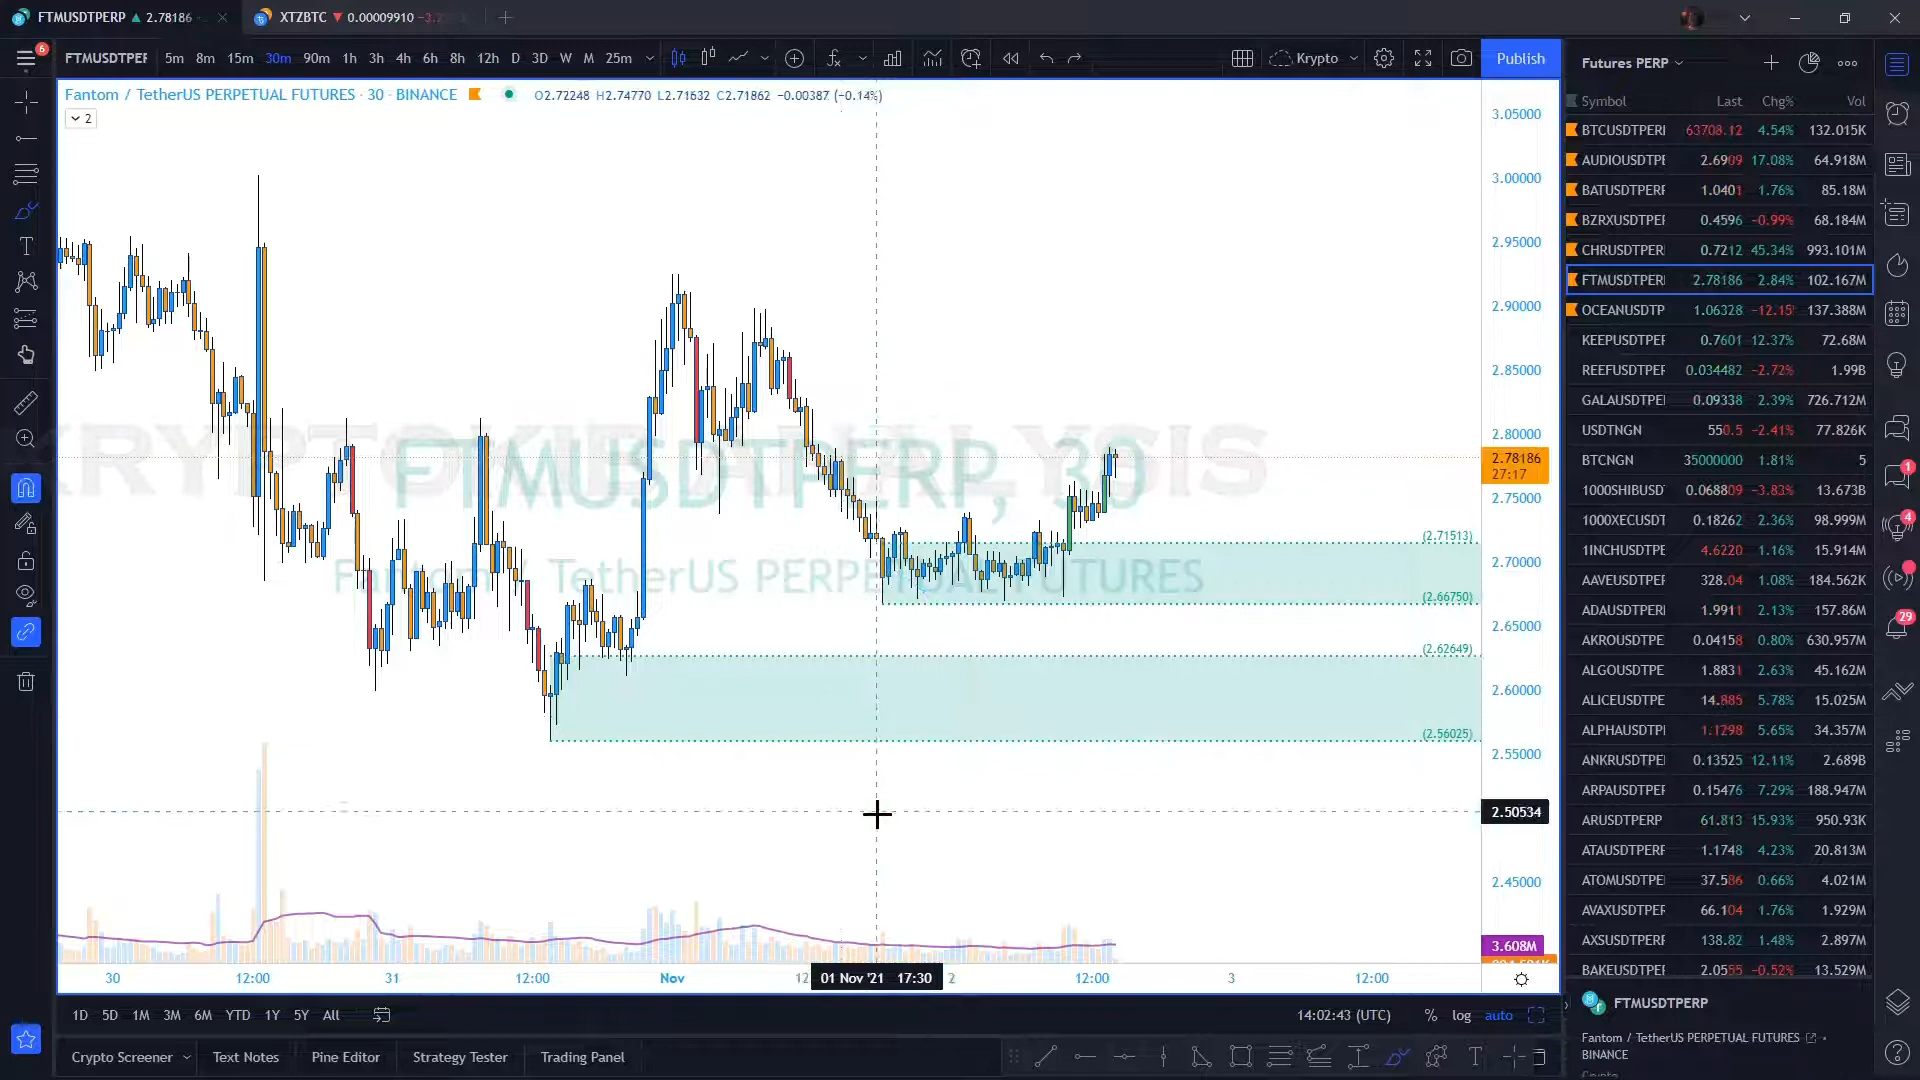 FTMUSDTPERP ▲ 2.78186
XTZBTC ▼ 0.00009910
6
FTMUSDTPERP 5m 8m 15m 30m 90m 1h 3h 4h 6h 8h 12h D 3D W M 25m
Krypto
Publish
Fantom / TetherUS PERPETUAL FUTURES · 30 · BINANCE
O2.72248 H2.74770 L2.71632 C2.71862 −0.00387 (−0.14%)
2
3.05000
3.00000
2.95000
2.90000
2.85000
2.80000
2.78186
27:17
2.75000
2.70000
2.65000
2.60000
2.55000
2.50534
2.45000
3.608M
FTMUSDTPERP, 30
Fantom / TetherUS PERPETUAL FUTURES
(2.71513)
(2.66750)
(2.62649)
(2.56025)
30 12:00 31 12:00 Nov 12 01 Nov '21 17:30 2 12:00 3 12:00
1D 5D 1M 3M 6M YTD 1Y 5Y All
14:02:43 (UTC) % log auto
Crypto Screener Text Notes Pine Editor Strategy Tester Trading Panel
Futures PERP
Symbol Last Chg% Vol
BTCUSDTPERI 63708.12 4.54% 132.015K
AUDIOUSDTPE 2.6909 17.08% 64.918M
BATUSDTPERF 1.0401 1.76% 85.18M
BZRXUSDTPEF 0.4596 −0.99% 68.184M
CHRUSDTPERI 0.7212 45.34% 993.101M
FTMUSDTPERI 2.78186 2.84% 102.167M
OCEANUSDTP 1.06328 −12.15 137.388M
KEEPUSDTPEF 0.7601 12.37% 72.68M
REEFUSDTPEF 0.034482 −2.72% 1.99B
GALAUSDTPEI 0.09338 2.39% 726.712M
USDTNGN 550.5 −2.41% 77.826K
BTCNGN 35000000 1.81% 5
1000SHIBUSD 0.068809 −3.83% 13.673B
1000XECUSDT 0.18262 2.36% 98.999M
1INCHUSDTPE 4.6220 1.16% 15.914M
AAVEUSDTPEF 328.04 1.08% 184.562K
ADAUSDTPERI 1.9911 2.13% 157.86M
AKROUSDTPE 0.04158 0.80% 630.957M
ALGOUSDTPE 1.8831 2.63% 45.162M
ALICEUSDTPE 14.885 5.78% 15.025M
ALPHAUSDTPI 1.1298 5.65% 34.357M
ANKRUSDTPEI 0.13525 12.11% 2.689B
ARPAUSDTPEF 0.15476 7.29% 188.947M
ARUSDTPERP 61.813 15.93% 950.93K
ATAUSDTPERF 1.1748 4.23% 20.813M
ATOMUSDTPEI 37.586 0.66% 4.021M
AVAXUSDTPEF 66.104 1.76% 1.929M
AXSUSDTPERF 138.82 1.48% 2.897M
BAKEUSDTPEF 2.0555 −0.52% 13.529M
FTMUSDTPERP
Fantom / TetherUS PERPETUAL FUTURES
BINANCE
1
4
29